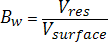 B_w = V_res / V_surface